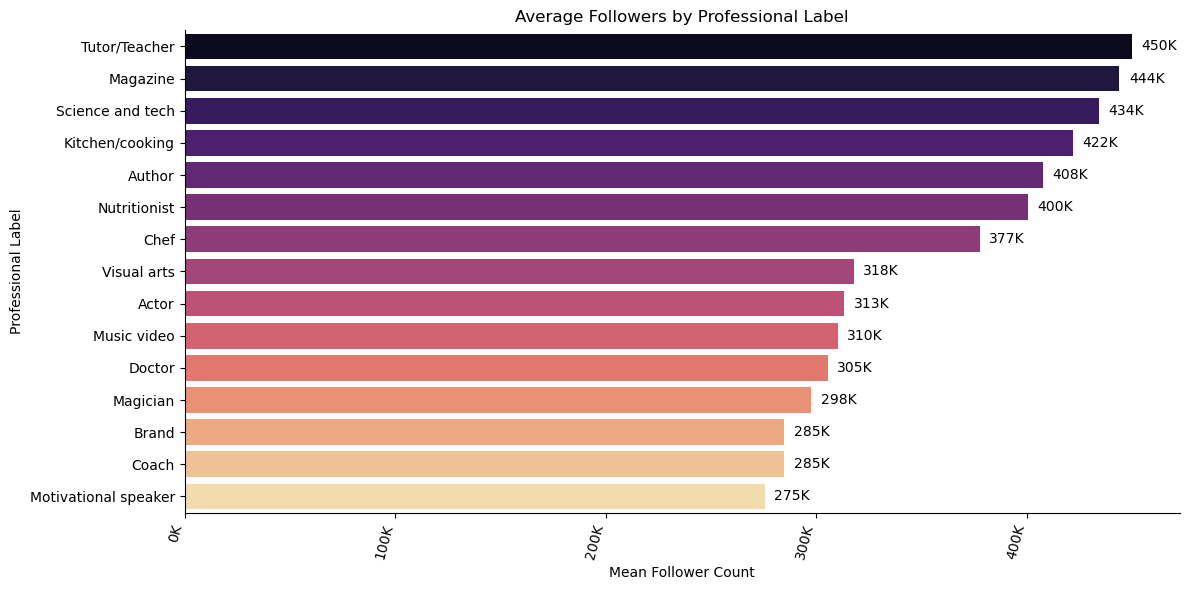 Average Followers by Professional Label
Professional Label
Tutor/Teacher 450K
Magazine 444K
Science and tech 434K
Kitchen/cooking 422K
Author 408K
Nutritionist 400K
Chef 377K
Visual arts 318K
Actor 313K
Music video 310K
Doctor 305K
Magician 298K
Brand 285K
Coach 285K
Motivational speaker 275K
0K 100K 200K 300K 400K
Mean Follower Count